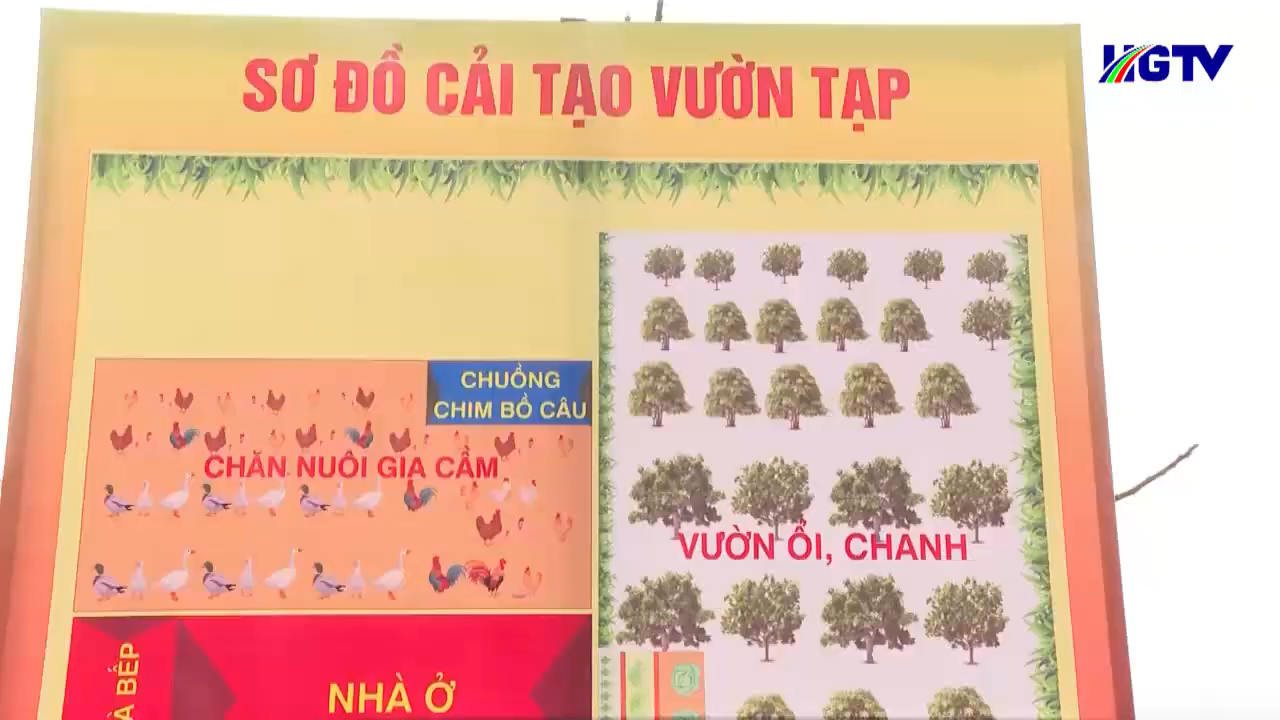 SƠ ĐỒ CẢI TẠO VƯỜN TẠP
HGTV
CHUỒNG
CHIM BỒ CÂU
CHĂN NUÔI GIA CẦM
VƯỜN ỔI, CHANH
BẾP
NHÀ Ở